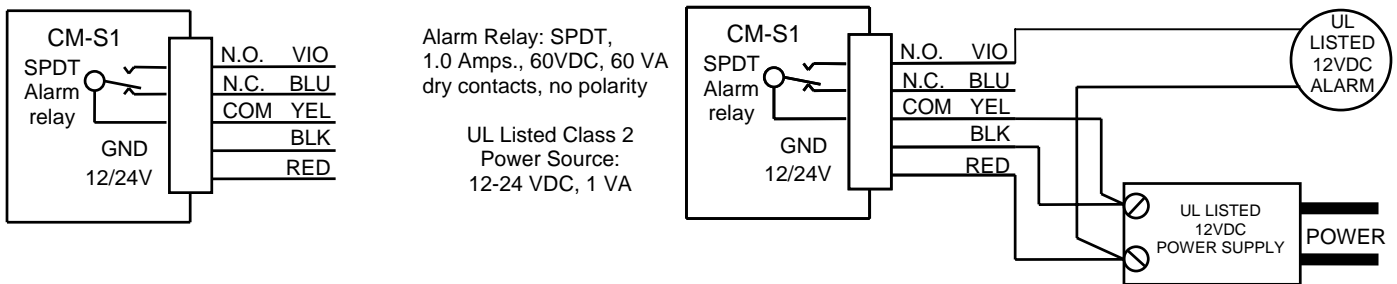 CM-S1
SPDT
Alarm
relay
GND
12/24V
N.O. VIO
N.C. BLU
COM YEL
BLK
RED
Alarm Relay: SPDT,
1.0 Amps., 60VDC, 60 VA
dry contacts, no polarity
UL Listed Class 2
Power Source:
12-24 VDC, 1 VA
CM-S1
SPDT
Alarm
relay
GND
12/24V
N.O. VIO
N.C. BLU
COM YEL
BLK
RED
UL
LISTED
12VDC
ALARM
UL LISTED
12VDC
POWER SUPPLY
POWER